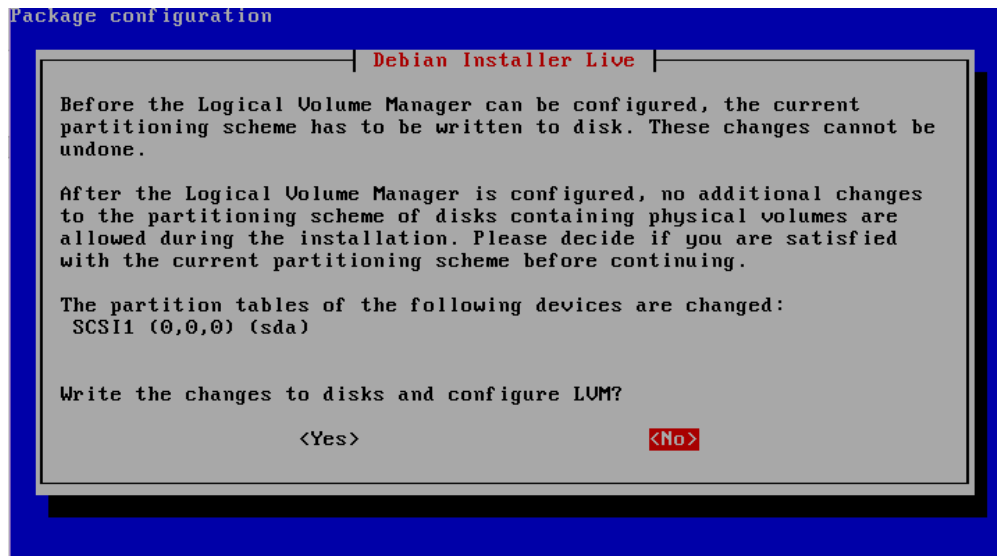 Package configuration
Debian Installer Live
Before the Logical Volume Manager can be configured, the current
partitioning scheme has to be written to disk. These changes cannot be
undone.
After the Logical Volume Manager is configured, no additional changes
to the partitioning scheme of disks containing physical volumes are
allowed during the installation. Please decide if you are satisfied
with the current partitioning scheme before continuing.
The partition tables of the following devices are changed:
SCSI1 (0,0,0) (sda)
Write the changes to disks and configure LVM?
<Yes> <No>